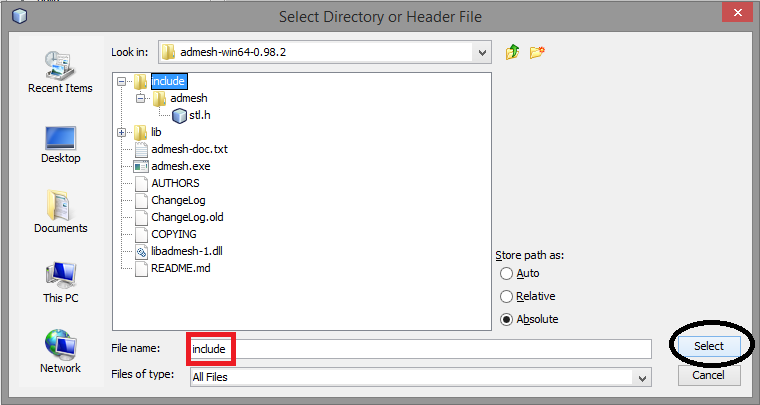 Select Directory or Header File
Look in:
admesh-win64-0.98.2
Recent Items
Desktop
Documents
This PC
Network
include
admesh
stl.h
lib
admesh-doc.txt
admesh.exe
AUTHORS
ChangeLog
ChangeLog.old
COPYING
libadmesh-1.dll
README.md
Store path as:
Auto
Relative
Absolute
File name:
include
Select
Files of type:
All Files
Cancel